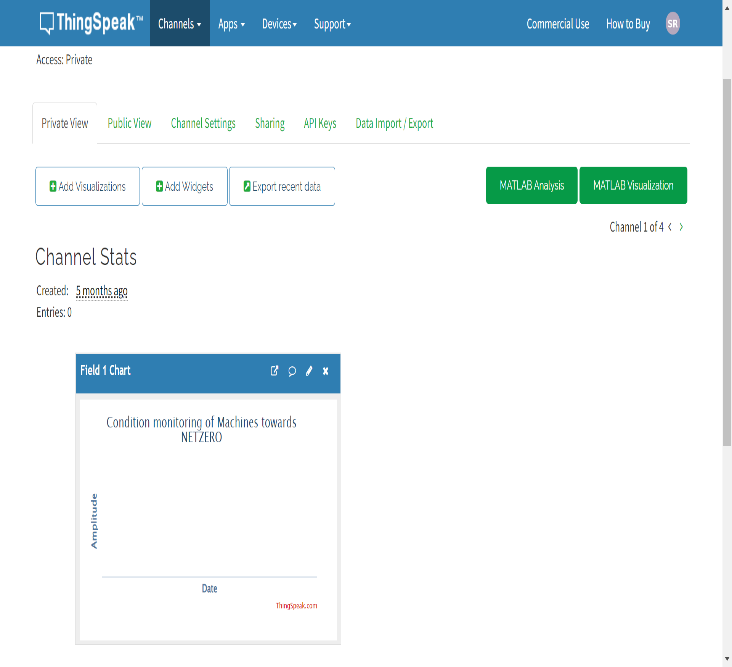 ThingSpeak™ Channels Apps Devices Support Commercial Use How to Buy SR
Access: Private
Private View Public View Channel Settings Sharing API Keys Data Import / Export
Add Visualizations Add Widgets Export recent data MATLAB Analysis MATLAB Visualization
Channel 1 of 4 < >
Channel Stats
Created: 5 months ago
Entries: 0
Field 1 Chart
Condition monitoring of Machines towards
NETZERO
Amplitude
Date
ThingSpeak.com